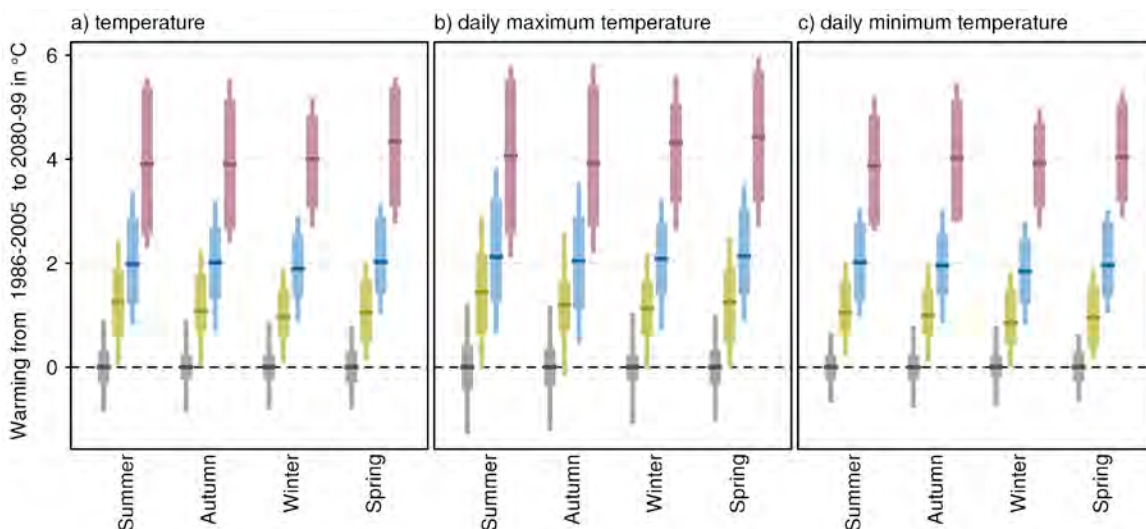 a) temperature
b) daily maximum temperature
c) daily minimum temperature
Warming from 1986-2005 to 2080-99 in °C
6
4
2
0
Summer
Autumn
Winter
Spring
Summer
Autumn
Winter
Spring
Summer
Autumn
Winter
Spring